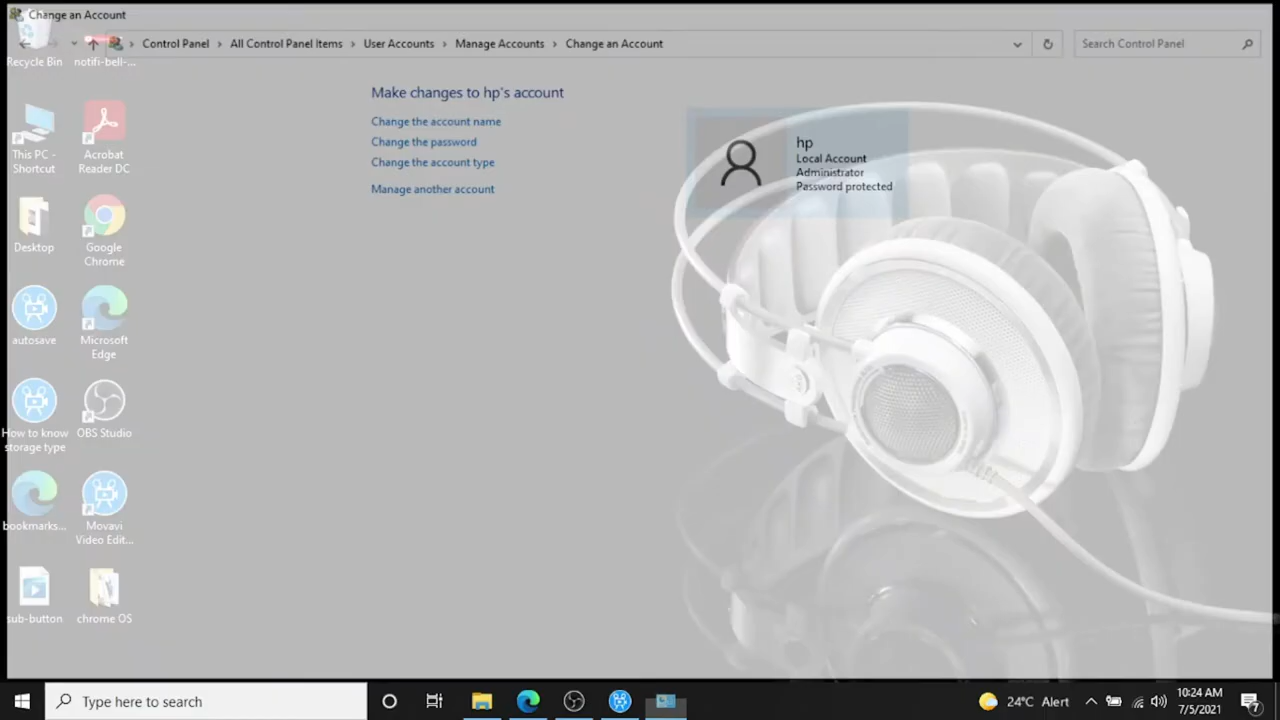 Change an Account
Control Panel > All Control Panel Items > User Accounts > Manage Accounts > Change an Account
Search Control Panel
Recycle Bin
notifi-bell-...
Make changes to hp's account
Change the account name
Change the password
Change the account type
Manage another account
hp
Local Account
Administrator
Password protected
This PC -
Shortcut
Acrobat
Reader DC
Desktop
Google
Chrome
autosave
Microsoft
Edge
How to know
storage type
OBS Studio
bookmarks...
Movavi
Video Edit...
sub-button
chrome OS
Type here to search
24°C Alert
10:24 AM
7/5/2021
7